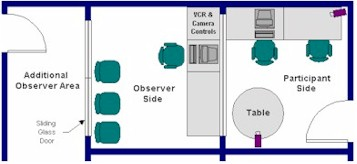 VCR &
Camera
Controls
Additional
Observer Area
Observer
Side
Participant
Side
Table
Sliding
Glass
Door